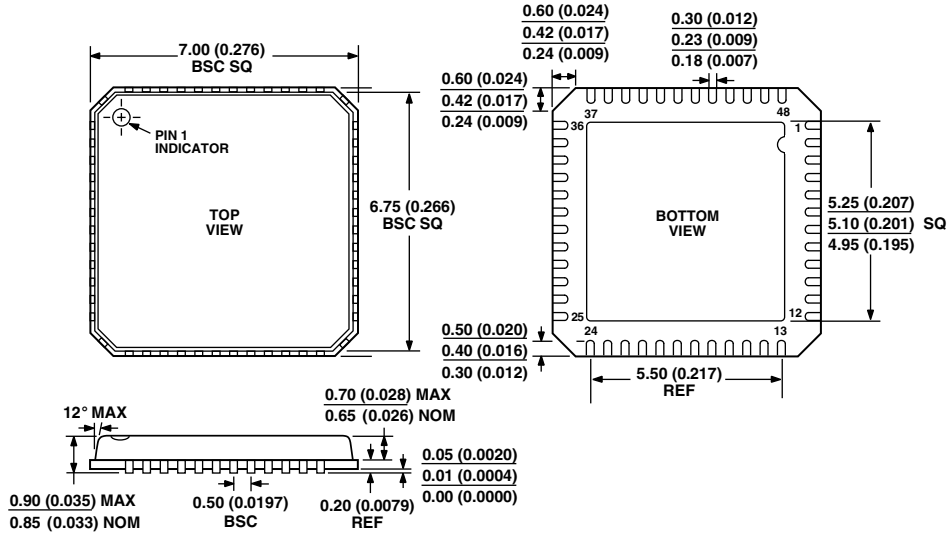 7.00 (0.276)
BSC SQ
PIN 1
INDICATOR
TOP
VIEW
6.75 (0.266)
BSC SQ
0.60 (0.024)
0.42 (0.017)
0.24 (0.009)
0.60 (0.024)
0.42 (0.017)
0.24 (0.009)
0.30 (0.012)
0.23 (0.009)
0.18 (0.007)
37
48
36
1
BOTTOM
VIEW
5.25 (0.207)
5.10 (0.201) SQ
4.95 (0.195)
25
12
24
13
0.50 (0.020)
0.40 (0.016)
0.30 (0.012)
5.50 (0.217)
REF
12° MAX
0.70 (0.028) MAX
0.65 (0.026) NOM
0.05 (0.0020)
0.01 (0.0004)
0.00 (0.0000)
0.90 (0.035) MAX
0.85 (0.033) NOM
0.50 (0.0197)
BSC
0.20 (0.0079)
REF